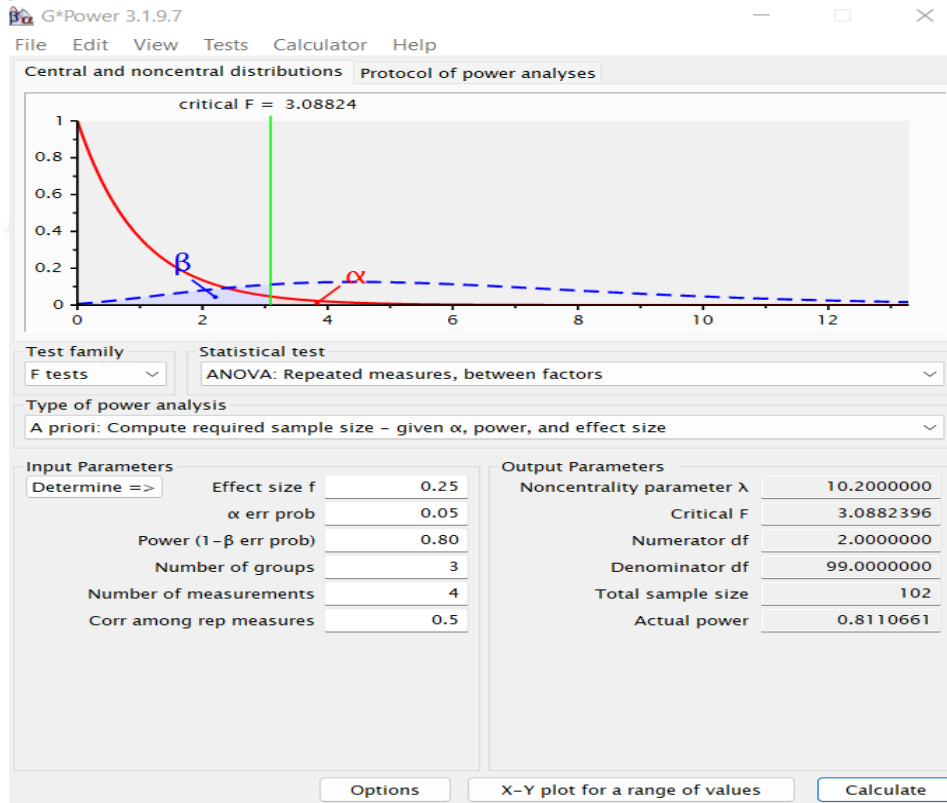 βα G*Power 3.1.9.7
File Edit View Tests Calculator Help
Central and noncentral distributions Protocol of power analyses
critical F = 3.08824
1
0.8
0.6
0.4
0.2
0
β
α
0 2 4 6 8 10 12
Test family Statistical test
F tests ANOVA: Repeated measures, between factors
Type of power analysis
A priori: Compute required sample size – given α, power, and effect size
Input Parameters Output Parameters
Determine => Effect size f 0.25 Noncentrality parameter λ 10.2000000
α err prob 0.05 Critical F 3.0882396
Power (1-β err prob) 0.80 Numerator df 2.0000000
Number of groups 3 Denominator df 99.0000000
Number of measurements 4 Total sample size 102
Corr among rep measures 0.5 Actual power 0.8110661
Options X-Y plot for a range of values Calculate